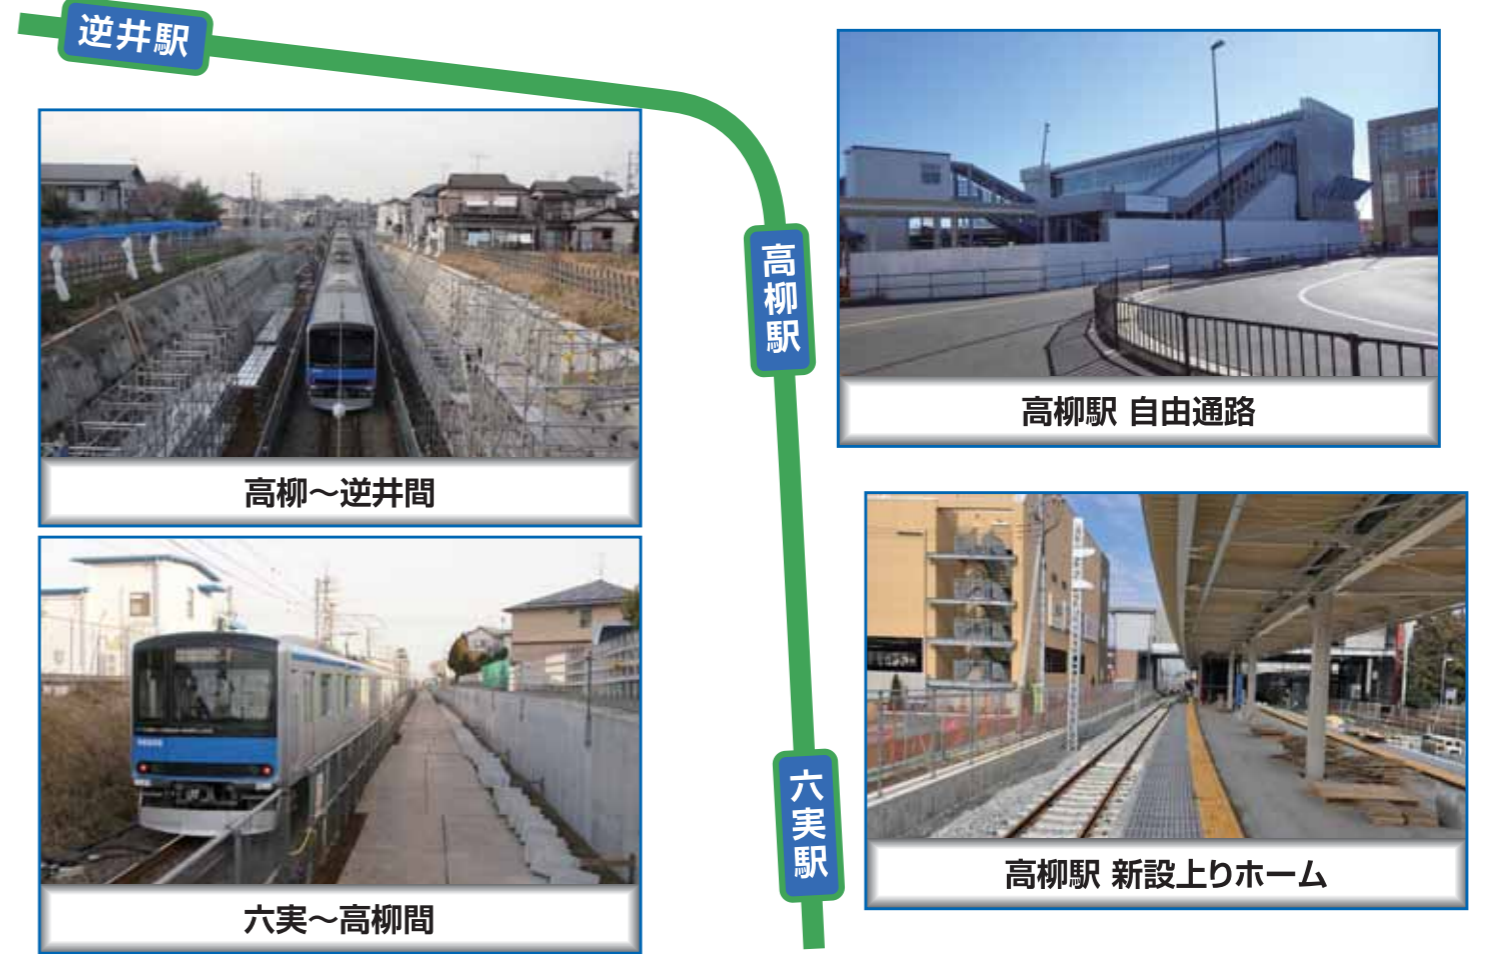 逆井駅
高柳駅
六実駅
高柳～逆井間
六実～高柳間
高柳駅 自由通路
高柳駅 新設上りホーム